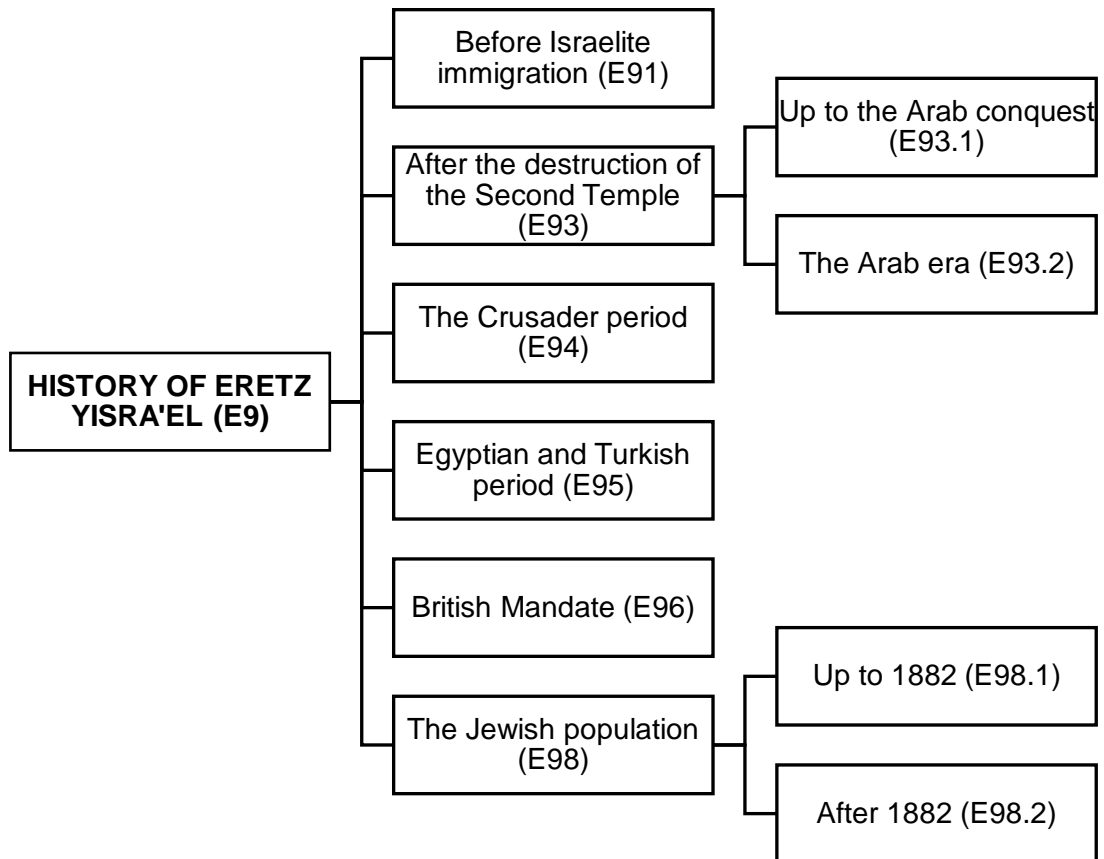 Before Israelite
immigration (E91)
Up to the Arab conquest
(E93.1)
After the destruction of
the Second Temple
(E93)
The Arab era (E93.2)
The Crusader period
(E94)
HISTORY OF ERETZ
YISRA'EL (E9)
Egyptian and Turkish
period (E95)
British Mandate (E96)
Up to 1882 (E98.1)
The Jewish population
(E98)
After 1882 (E98.2)